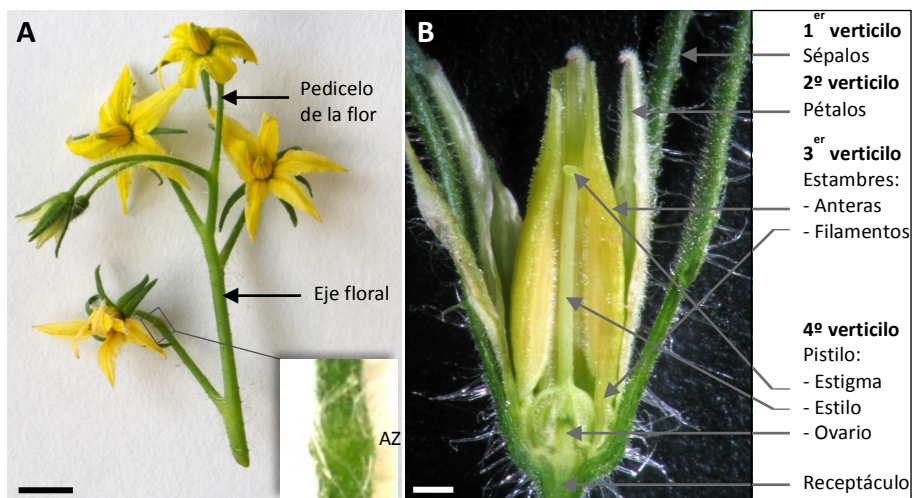 A
Pedicelo
de la flor
Eje floral
AZ
B
1er verticilo
Sépalos
2º verticilo
Pétalos
3er verticilo
Estambres:
- Anteras
- Filamentos
4º verticilo
Pistilo:
- Estigma
- Estilo
- Ovario
Receptáculo